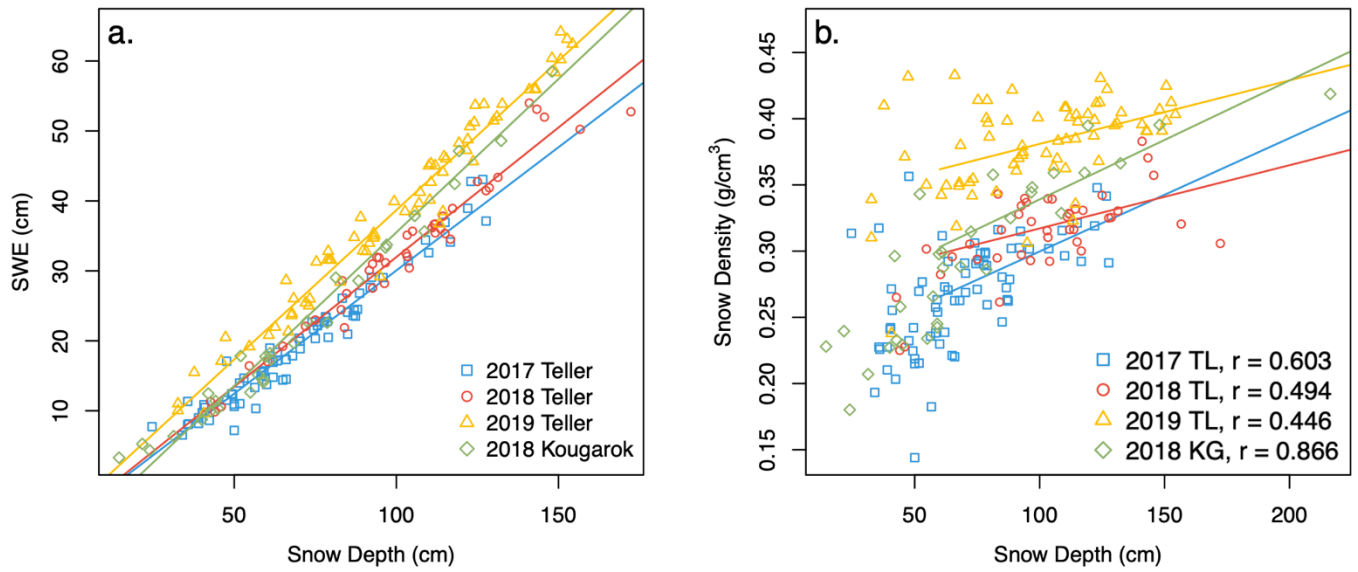 a.
SWE (cm)
60
50
40
30
20
10
2017 Teller
2018 Teller
2019 Teller
2018 Kougarok
50
100
150
Snow Depth (cm)
b.
Snow Density (g/cm³)
0.45
0.40
0.35
0.30
0.25
0.20
0.15
2017 TL, r = 0.603
2018 TL, r = 0.494
2019 TL, r = 0.446
2018 KG, r = 0.866
50
100
150
200
Snow Depth (cm)